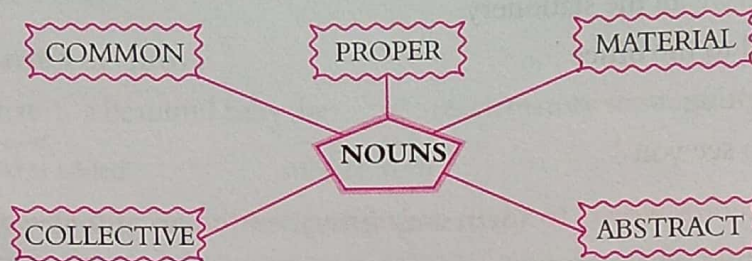 COMMON
PROPER
MATERIAL
NOUNS
COLLECTIVE
ABSTRACT